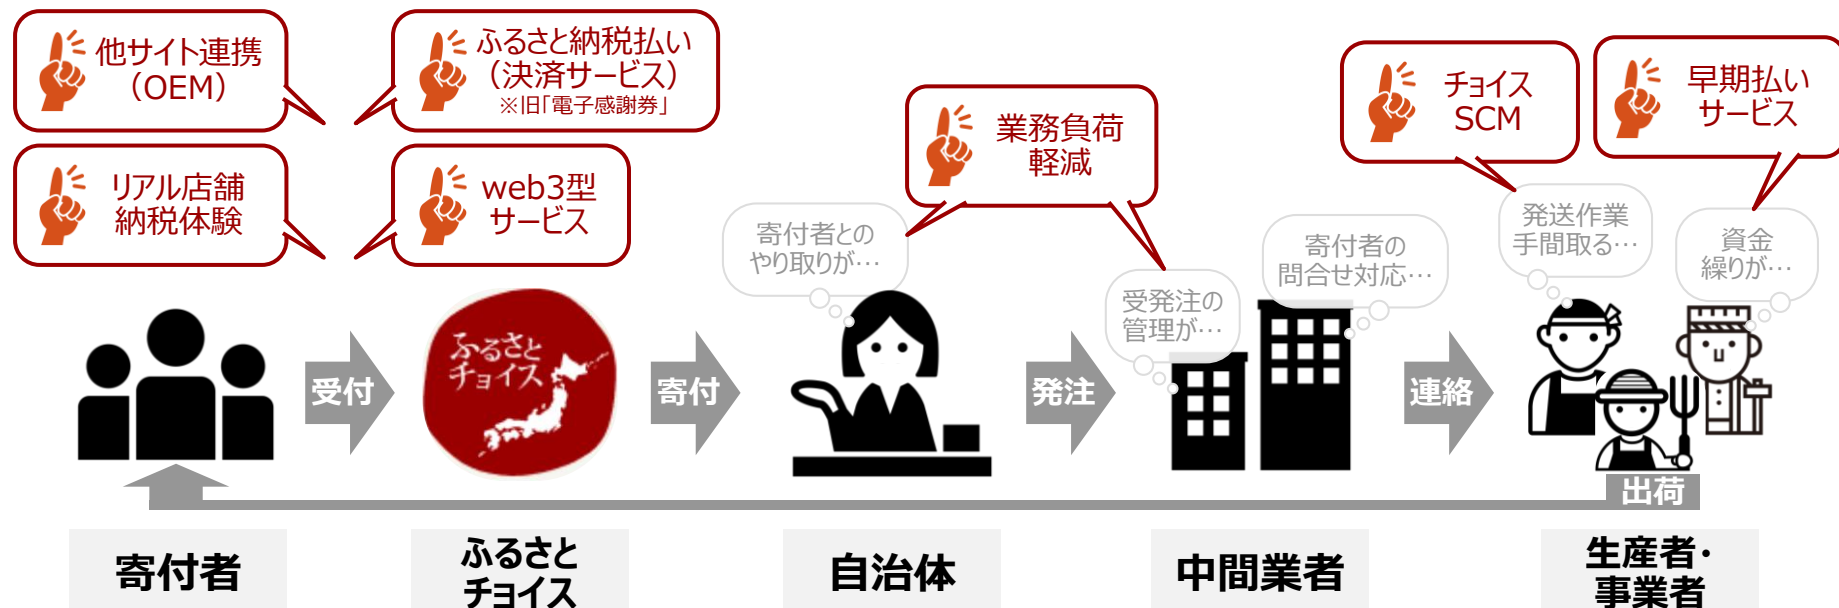 他サイト連携
（OEM）
ふるさと納税払い
（決済サービス）
※旧「電子感謝券」
リアル店舗
納税体験
web3型
サービス
業務負荷
軽減
チョイス
SCM
早期払い
サービス
寄付者との
やり取りが…
受発注の
管理が…
寄付者の
問合せ対応…
発送作業
手間取る…
資金
繰りが…
受付
ふるさと
チョイス
寄付
発注
連絡
出荷
寄付者
ふるさと
チョイス
自治体
中間業者
生産者・
事業者